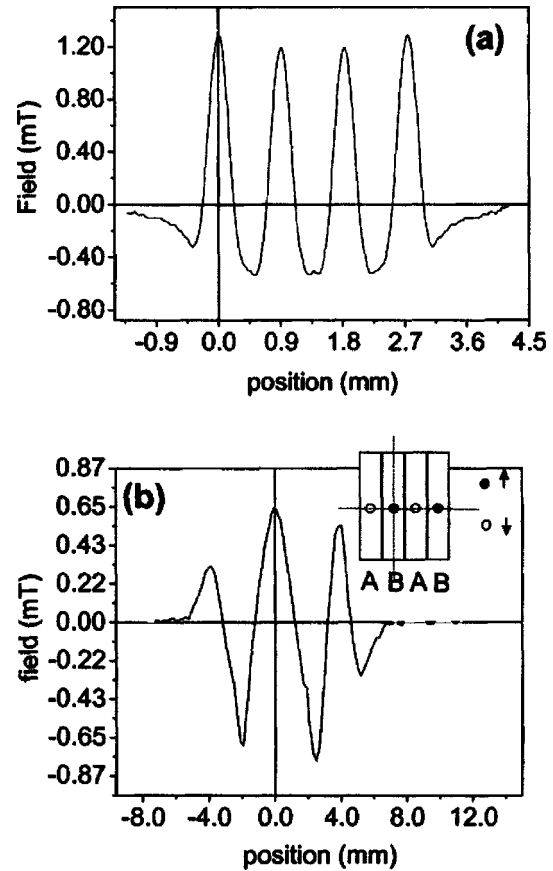 (a)
Field (mT)
1.20
0.80
0.40
0.00
-0.40
-0.80
-0.9 0.0 0.9 1.8 2.7 3.6 4.5
position (mm)
(b)
field (mT)
0.87
0.65
0.43
0.22
0.00
-0.22
-0.43
-0.65
-0.87
A B A B
-8.0 -4.0 0.0 4.0 8.0 12.0
position (mm)